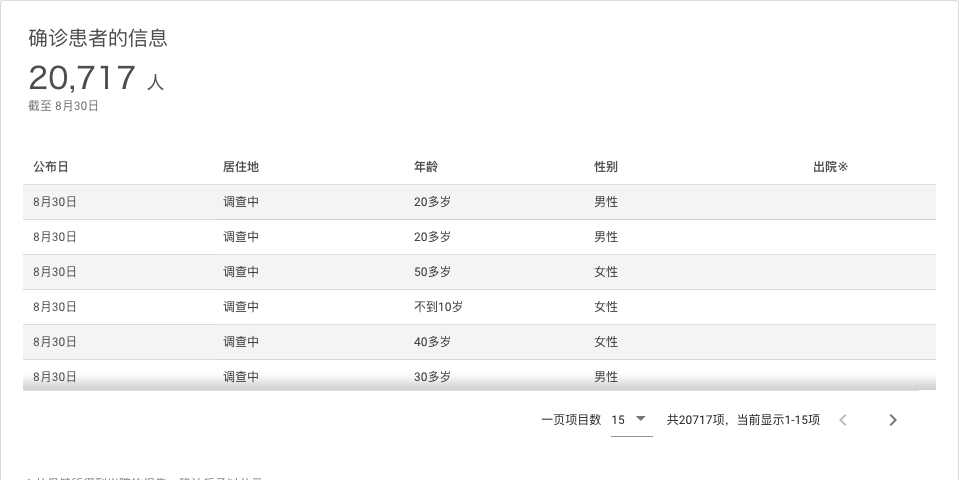 确诊患者的信息
20,717 人
截至 8月30日
公布日 居住地 年龄 性别 出院※
8月30日 调查中 20多岁 男性
8月30日 调查中 20多岁 男性
8月30日 调查中 50多岁 女性
8月30日 调查中 不到10岁 女性
8月30日 调查中 40多岁 女性
8月30日 调查中 30多岁 男性
一页项目数 15 共20717项，当前显示1-15项